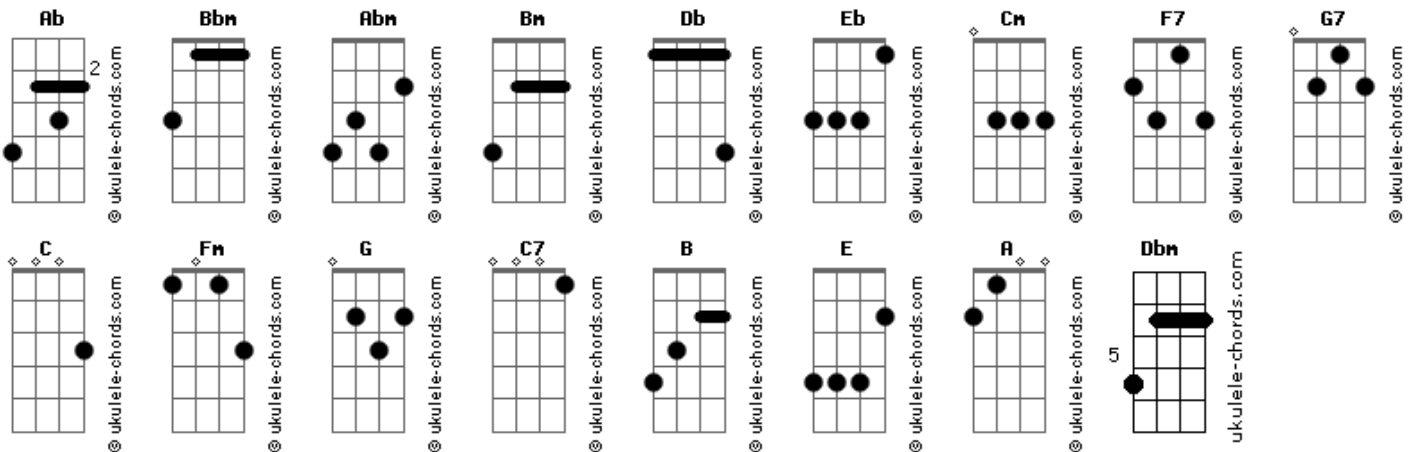 Ab Bbm Abm Bm Db Eb Cm F7 G7
2
© ukulele-chords.com © ukulele-chords.com © ukulele-chords.com © ukulele-chords.com © ukulele-chords.com © ukulele-chords.com © ukulele-chords.com © ukulele-chords.com © ukulele-chords.com
C Fm G C7 B E A Dbm
5
© ukulele-chords.com © ukulele-chords.com © ukulele-chords.com © ukulele-chords.com © ukulele-chords.com © ukulele-chords.com © ukulele-chords.com ukulele-chords.com